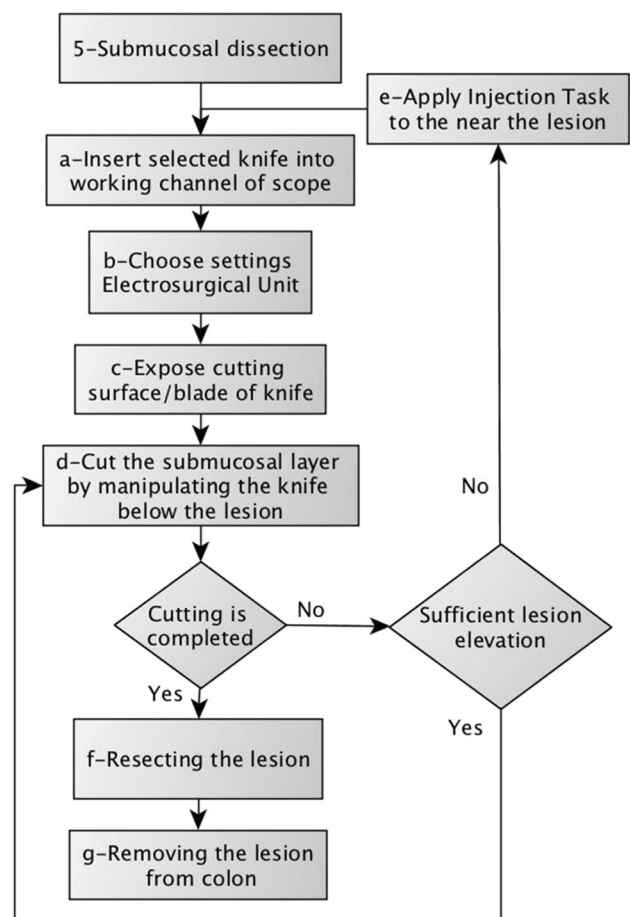 5-Submucosal dissection
e-Apply Injection Task
to the near the lesion
a-Insert selected knife into
working channel of scope
b-Choose settings
Electrosurgical Unit
c-Expose cutting
surface/blade of knife
d-Cut the submucosal layer
by manipulating the knife
below the lesion
No
Cutting is
completed
No
Sufficient lesion
elevation
Yes
Yes
f-Resecting the lesion
g-Removing the lesion
from colon